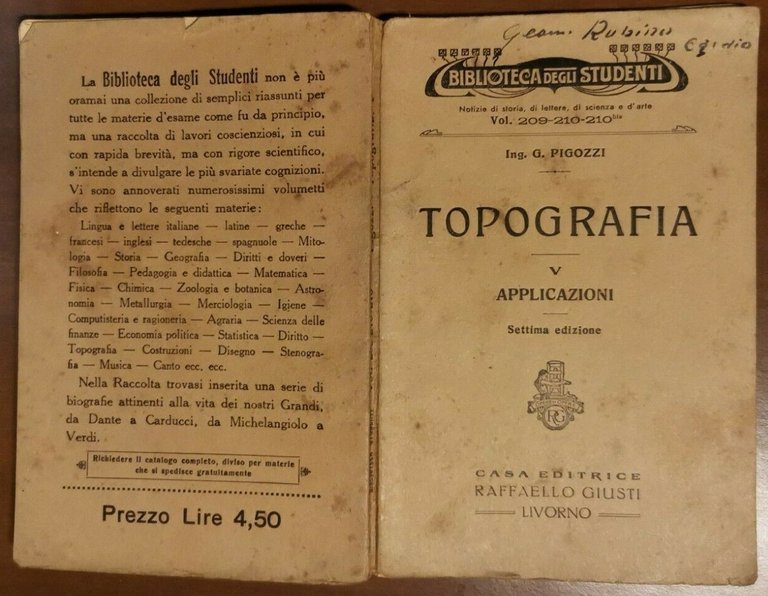 La Biblioteca degli Studenti non è più
oramai una collezione di semplici riassunti per
tutte le materie d'esame come fu da principio,
ma una raccolta di lavori coscienziosi, in cui
con rapida brevità, ma con rigore scientifico,
s'intende a divulgare le più svariate cognizioni.
Vi sono annoverati numerosissimi volumetti
che riflettono le seguenti materie:
Lingua e lettere italiane — latine — greche —
francesi — inglesi — tedesche — spagnuole — Mito-
logia — Storia — Geografia — Diritti e doveri —
Filosofia — Pedagogia e didattica — Matematica —
Fisica — Chimica — Zoologia e botanica — Astro-
nomia — Metallurgia — Merciologia — Igiene —
Computisteria e ragioneria — Agraria — Scienza delle
finanze — Economia politica — Statistica — Diritto —
Topografia — Costruzioni — Disegno — Stenogra-
fia — Musica — Canto ecc. ecc.
Nella Raccolta trovasi inserita una serie di
biografie attinenti alla vita dei nostri Grandi,
da Dante a Carducci, da Michelangiolo a
Verdi.
Richiedere il catalogo completo, diviso per materie
che si spedisce gratuitamente
Prezzo Lire 4,50
Geom. Rubino Egidio
BIBLIOTECA DEGLI STUDENTI
Notizie di storia, di lettere, di scienza e d'arte
Vol. 209-210-210bis
Ing. G. PIGOZZI
TOPOGRAFIA
V
APPLICAZIONI
Settima edizione
RG
CASA EDITRICE
RAFFAELLO GIUSTI
LIVORNO